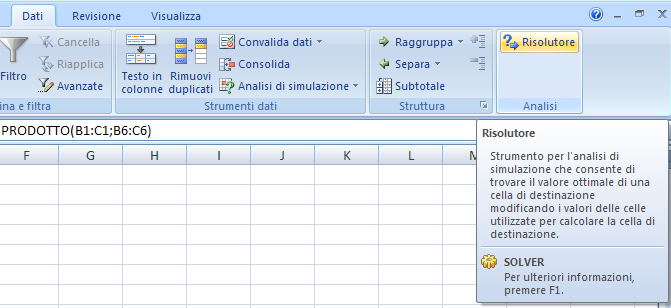 Dati Revisione Visualizza
Filtro
Cancella
Riapplica
Avanzate
ina e filtra
Testo in
colonne
Rimuovi
duplicati
Convalida dati
Consolida
Analisi di simulazione
Strumenti dati
Raggruppa
Separa
Subtotale
Struttura
Risolutore
Analisi
PRODOTTO(B1:C1;B6:C6)
F G H I J K L M
Risolutore
Strumento per l'analisi di
simulazione che consente di
trovare il valore ottimale di una
cella di destinazione
modificando i valori delle celle
utilizzate per calcolare la cella di
destinazione.
SOLVER
Per ulteriori informazioni,
premere F1.